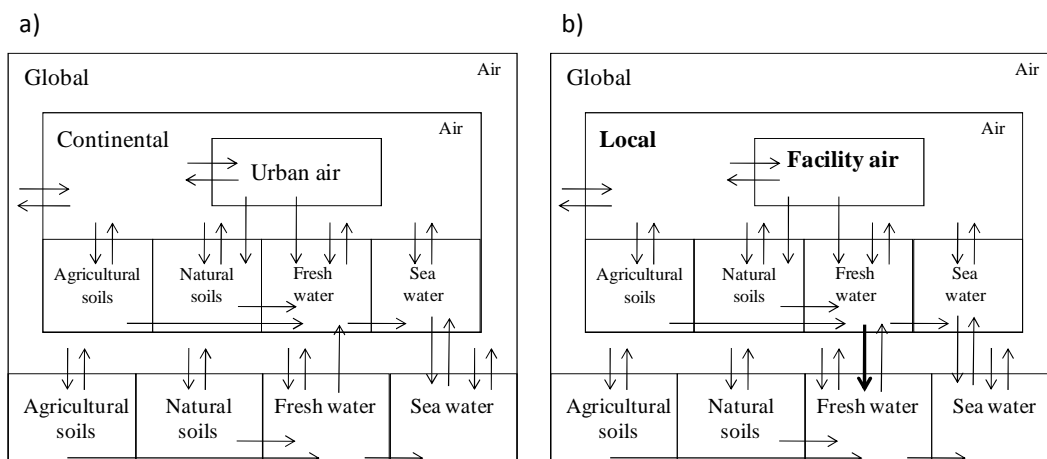 a)
Air
Global
Air
Continental
Urban air
Agricultural
soils
Natural
soils
Fresh
water
Sea
water
Agricultural
soils
Natural
soils
Fresh water
Sea water
b)
Air
Global
Air
Local
Facility air
Agricultural
soils
Natural
soils
Fresh
water
Sea
water
Agricultural
soils
Natural
soils
Fresh water
Sea water